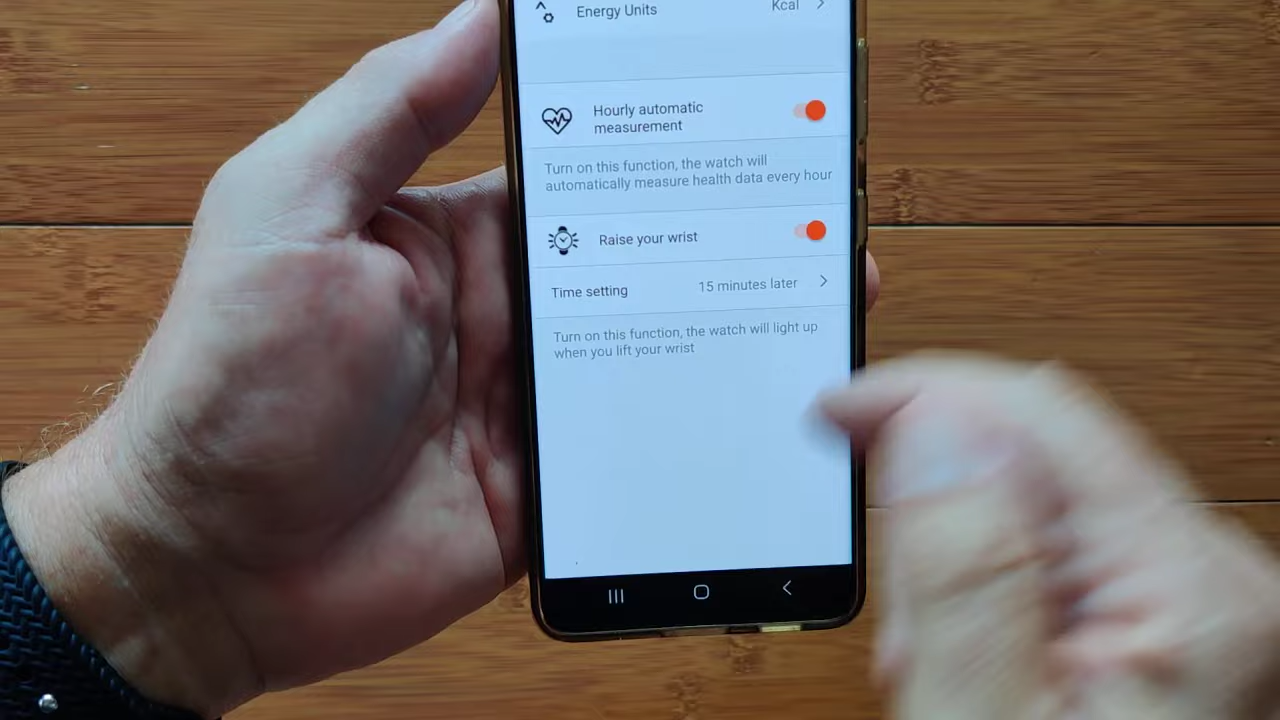 Energy Units Kcal
Hourly automatic
measurement
Turn on this function, the watch will
automatically measure health data every hour
Raise your wrist
Time setting 15 minutes later
Turn on this function, the watch will light up
when you lift your wrist